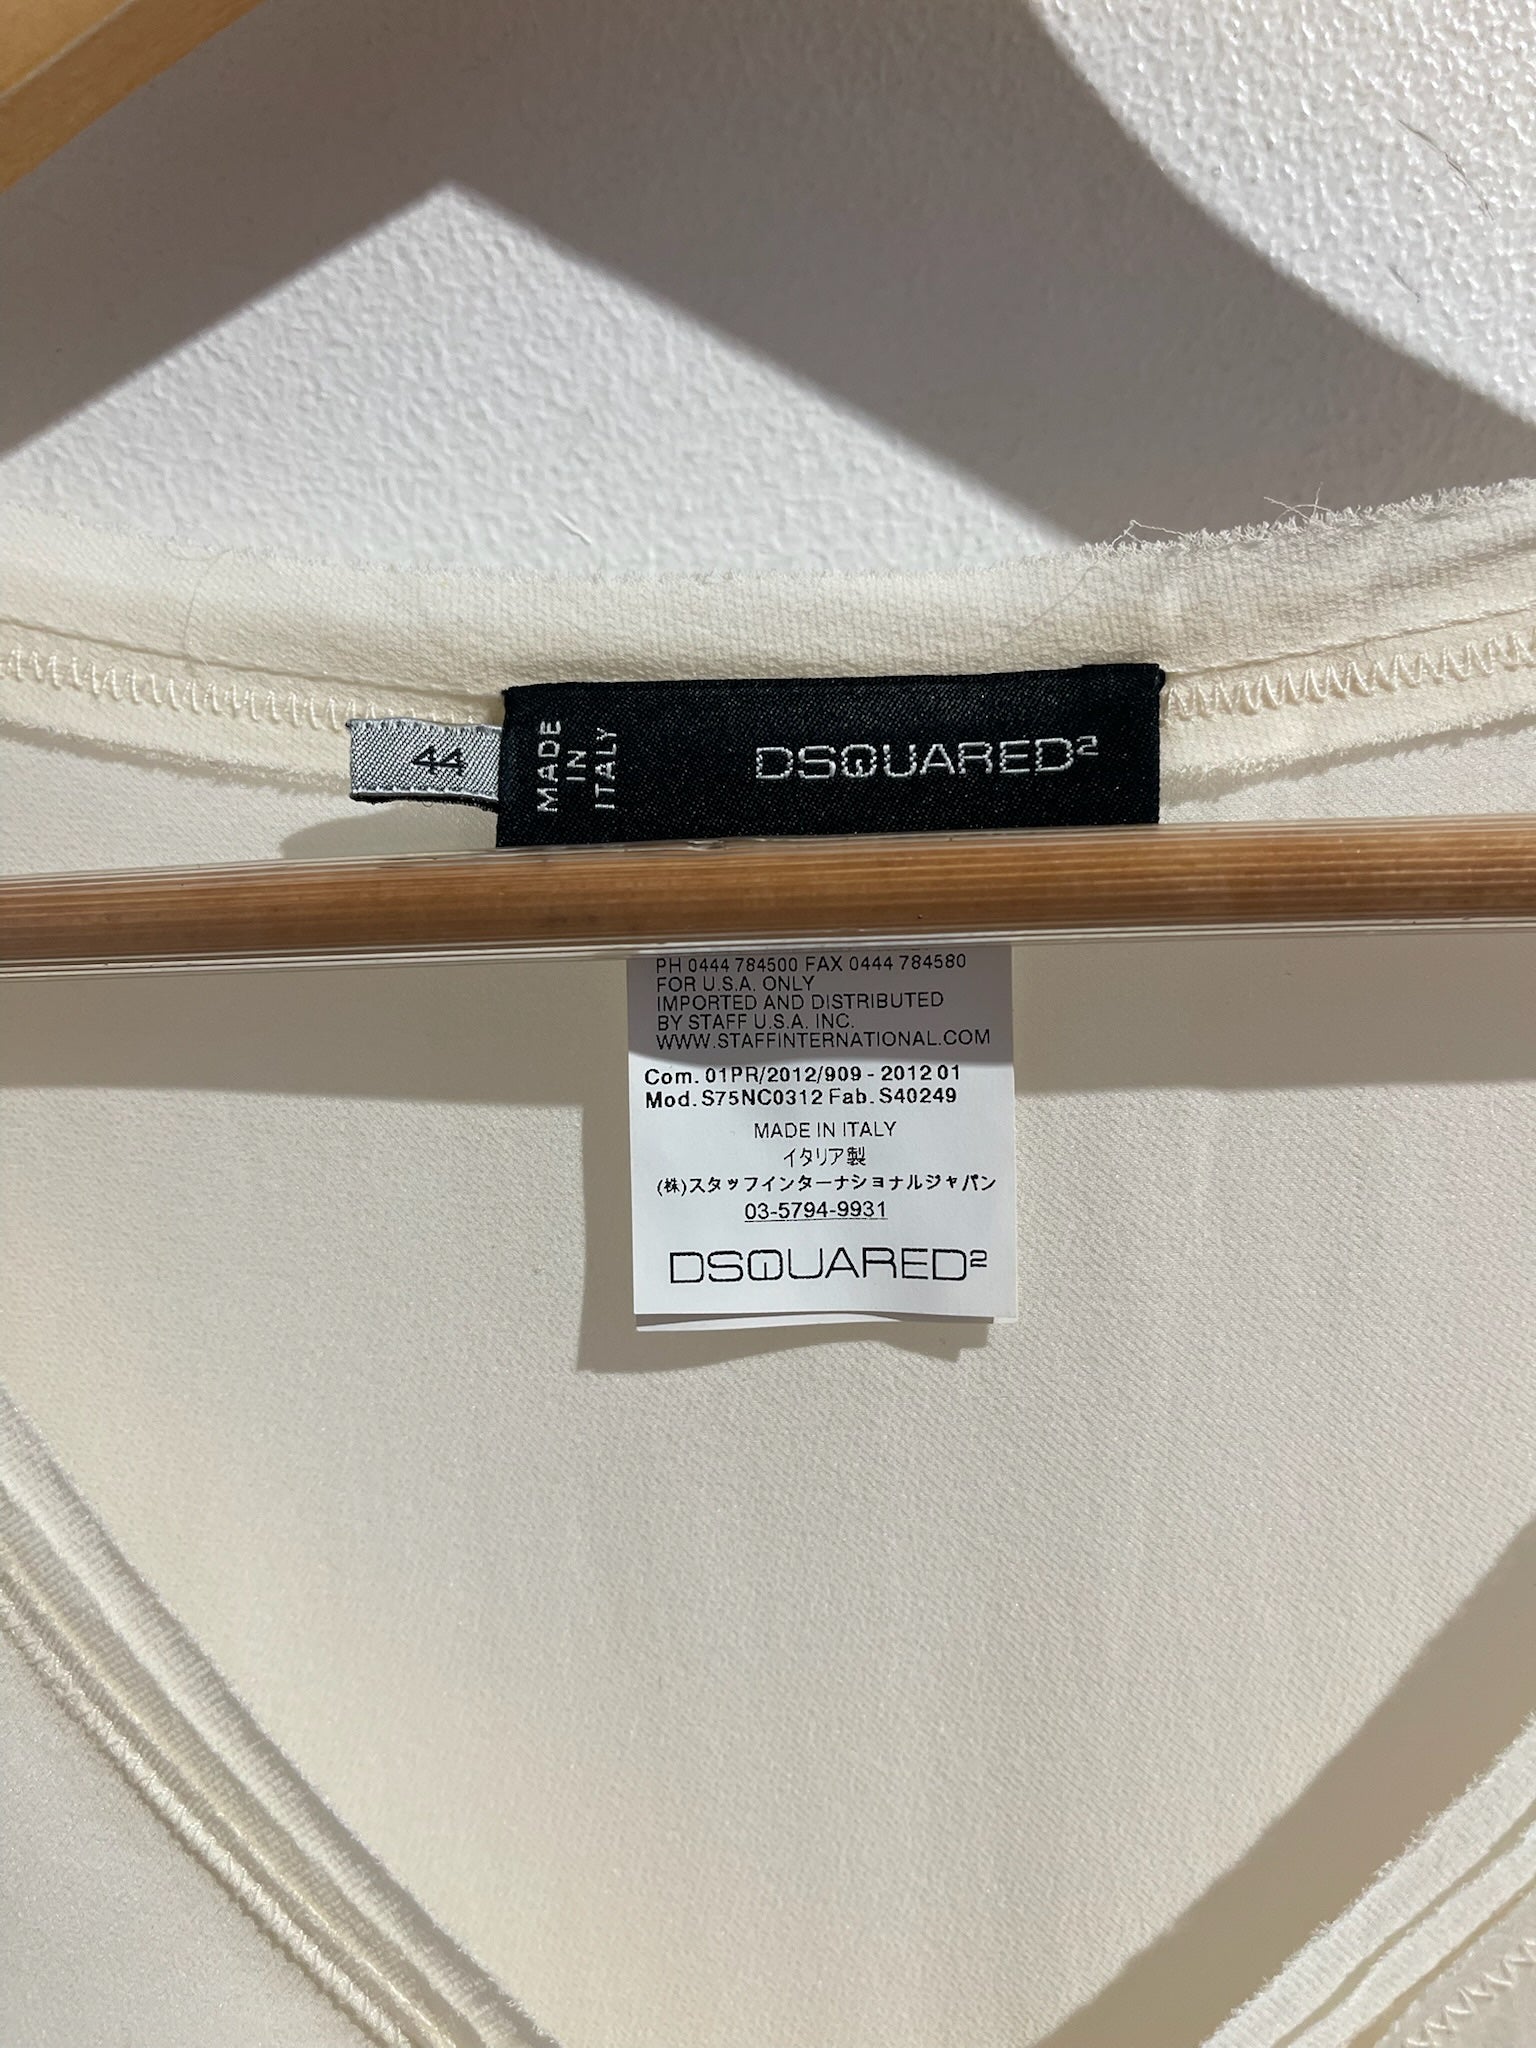 44
MADE
IN
ITALY
DSQUARED2
PH 0444 784500 FAX 0444 784580
FOR U.S.A. ONLY
IMPORTED AND DISTRIBUTED
BY STAFF U.S.A. INC.
WWW.STAFFINTERNATIONAL.COM
Com. 01PR/2012/909 - 2012 01
Mod. S75NC0312 Fab. S40249
MADE IN ITALY
イタリア製
(株)スタッフインターナショナルジャパン
03-5794-9931
DSQUARED2